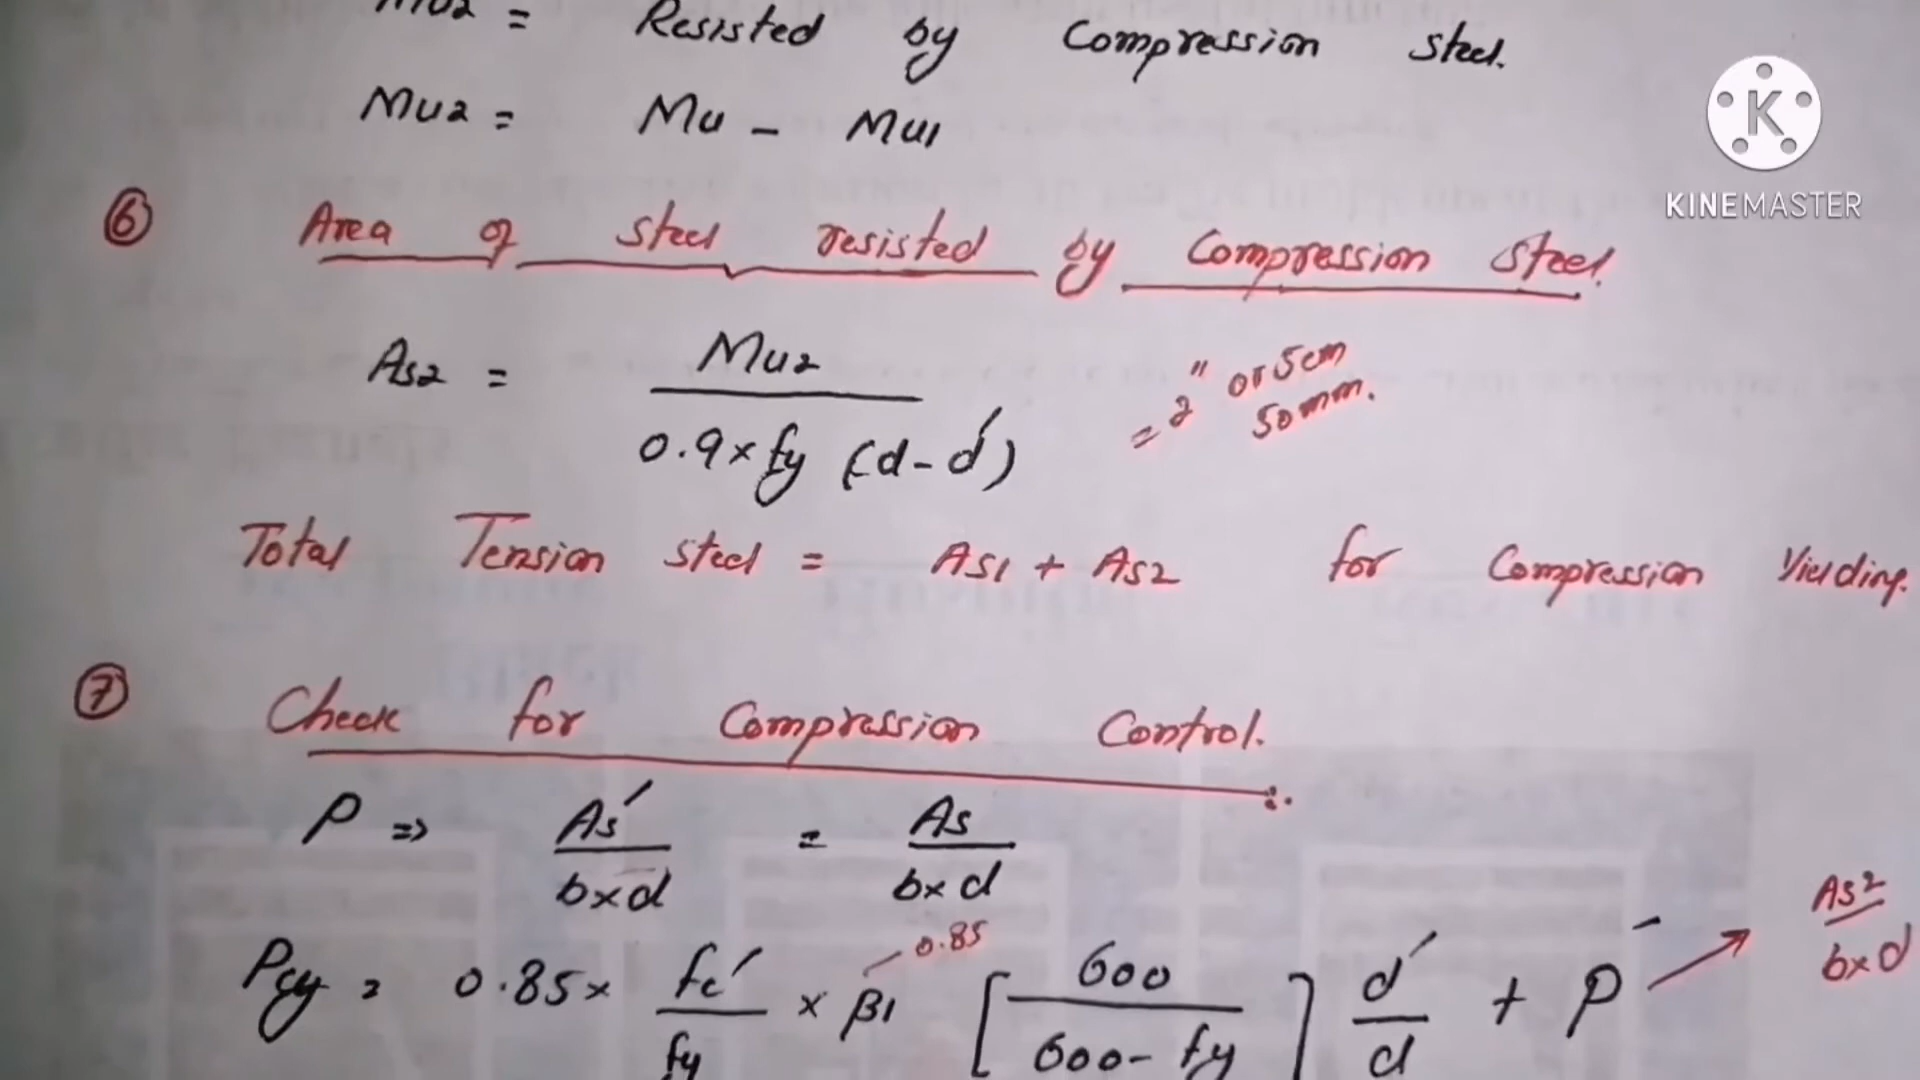 Mu2 = Resisted by Compression steel.
Mu2 = Mu - Mu1
K
KINEMASTER
⑥ Area of steel resisted by Compression steel.
As2 = Mu2 / 0.9 × fy (d - d′) = 2" or 5cm
50mm.
Total Tension steel = As1 + As2 for Compression Yielding.
⑦ Check for Compression Control.
ρ => As′ / b×d = As / b×d
ρcy = 0.85 × fc′ / fy × β1 [600 / 600 - fy] d′ / d + ρ′
0.85
As2 / b×d